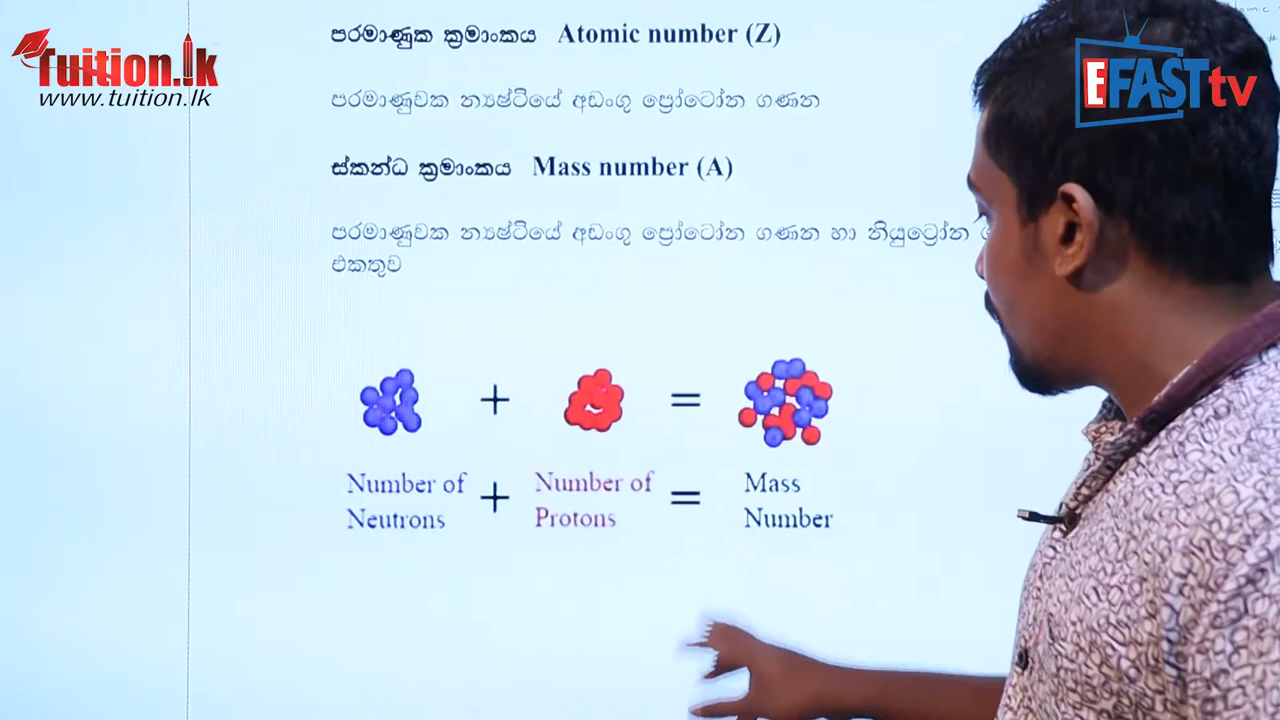 Tuition.lk
www.tuition.lk
EFAST tv
පරමාණුක ක්‍රමාංකය Atomic number (Z)
පරමාණුවක න්‍යෂ්ටියේ අඩංගු ප්‍රෝටෝන ගණන
ස්කන්ධ ක්‍රමාංකය Mass number (A)
පරමාණුවක න්‍යෂ්ටියේ අඩංගු ප්‍රෝටෝන ගණන හා නියුට්‍රෝන
එකතුව
+ =
Number of Neutrons + Number of Protons = Mass Number